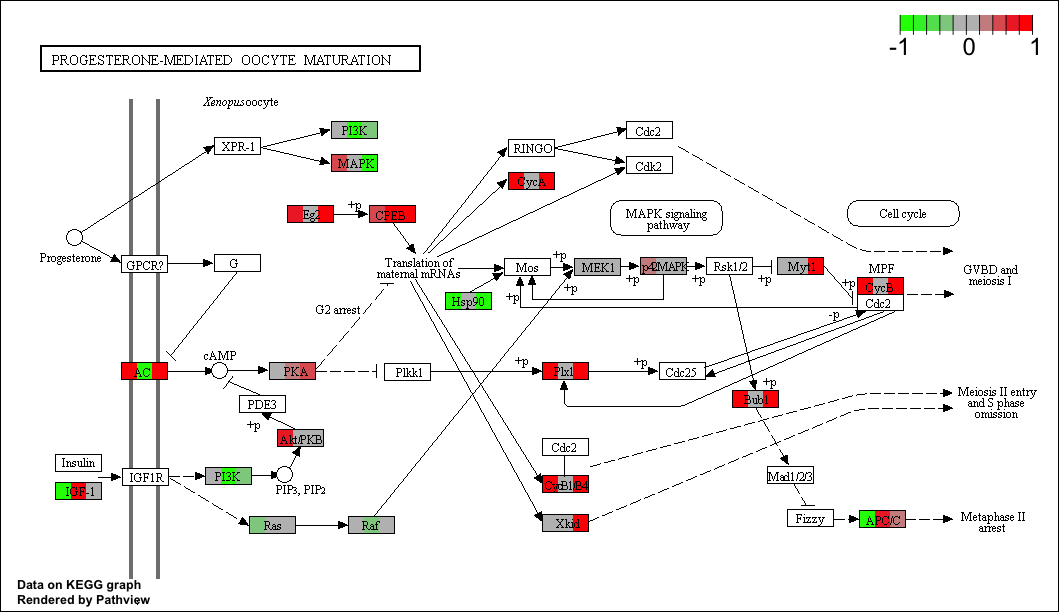 -1 0 1
PROGESTERONE-MEDIATED OOCYTE MATURATION
Xenopus oocyte
PI3K
XPR-1
MAPK
RINGO
Cdc2
Cdk2
CycA
Eg2
+p
CPEB
MAPK signaling
pathway
Cell cycle
Progesterone
GPCR?
G
Translation of
maternal mRNAs
Mos
+p
MEK1
+p
p42MAPK
+p
Rsk1/2
+p
Myt1
+p
MPF
CycB
Cdc2
GVBD and
meiosis I
Hsp90
+p
+p
-p
G2 arrest
cAMP
AC
PKA
Plkk1
+p
Plx1
+p
Cdc25
PDE3
+p
Akt/PKB
+p
Bub1
Meiosis II entry
and S phase
omission
Insulin
IGF-1
IGF1R
PI3K
PIP3, PIP2
Cdc2
CycB1/B4
Mad1/2/3
Ras
Raf
Xkid
Fizzy
APC/C
Metaphase II
arrest
Data on KEGG graph
Rendered by Pathview